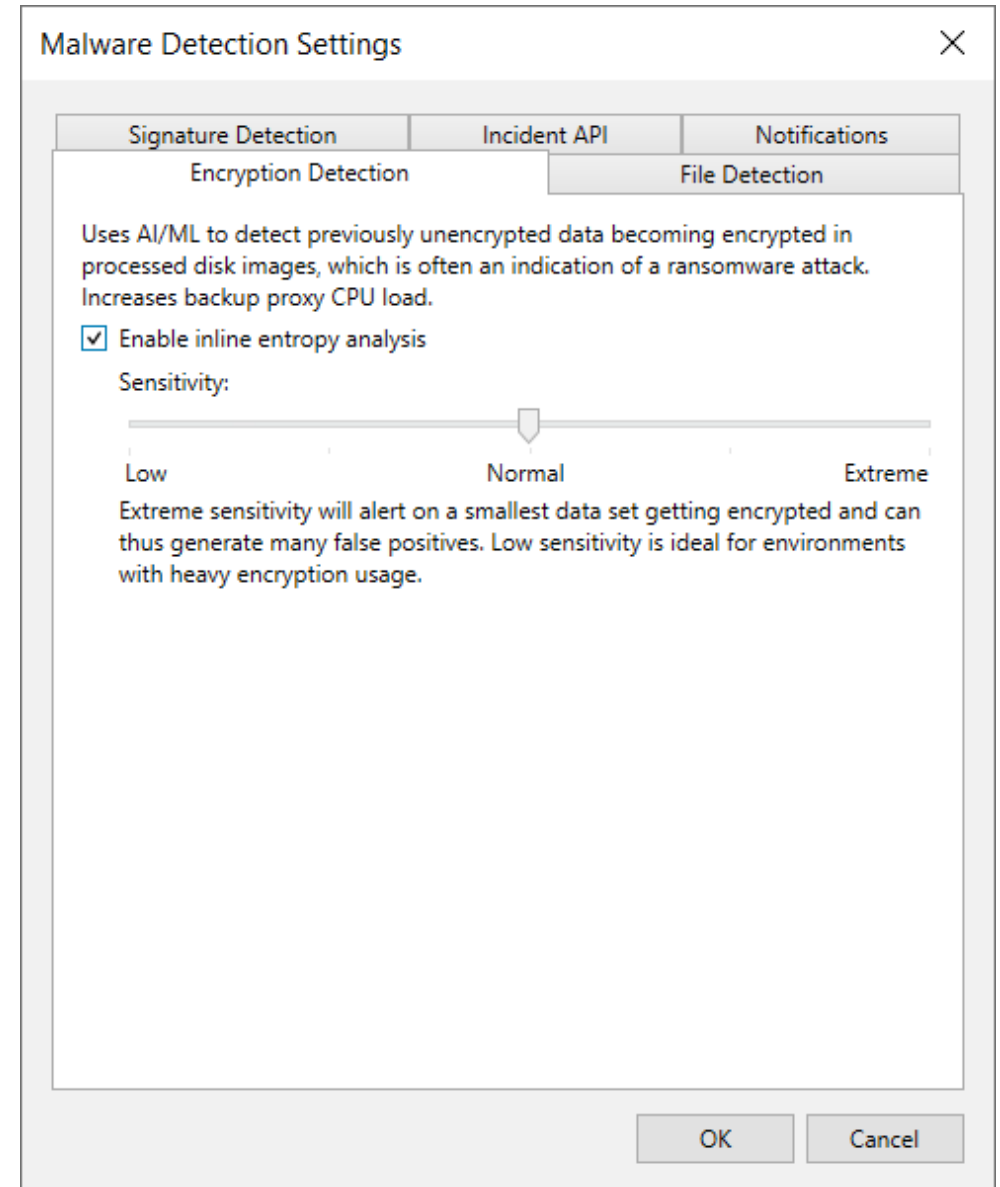 Malware Detection Settings
Signature Detection
Incident API
Notifications
Encryption Detection
File Detection
Uses AI/ML to detect previously unencrypted data becoming encrypted in
processed disk images, which is often an indication of a ransomware attack.
Increases backup proxy CPU load.
Enable inline entropy analysis
Sensitivity:
Low
Normal
Extreme
Extreme sensitivity will alert on a smallest data set getting encrypted and can
thus generate many false positives. Low sensitivity is ideal for environments
with heavy encryption usage.
OK
Cancel